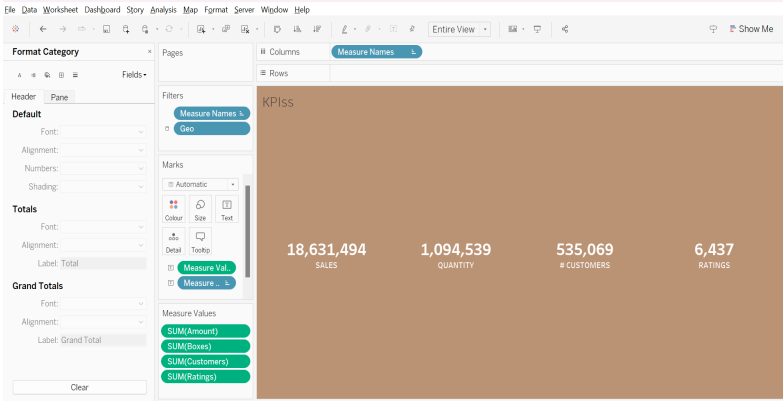 File Data Worksheet Dashboard Story Analysis Map Format Server Window Help
Entire View
Show Me
Format Category
Fields
Header Pane
Default
Font:
Alignment:
Numbers:
Shading:
Totals
Font:
Alignment:
Label: Total
Grand Totals
Font:
Alignment:
Label: Grand Total
Clear
Pages
Filters
Measure Names
Geo
Marks
Automatic
Colour Size Text
Detail Tooltip
Measure Val..
Measure ..
Measure Values
SUM(Amount)
SUM(Boxes)
SUM(Customers)
SUM(Ratings)
Columns Measure Names
Rows
KPIss
18,631,494 1,094,539 535,069 6,437
SALES QUANTITY # CUSTOMERS RATINGS